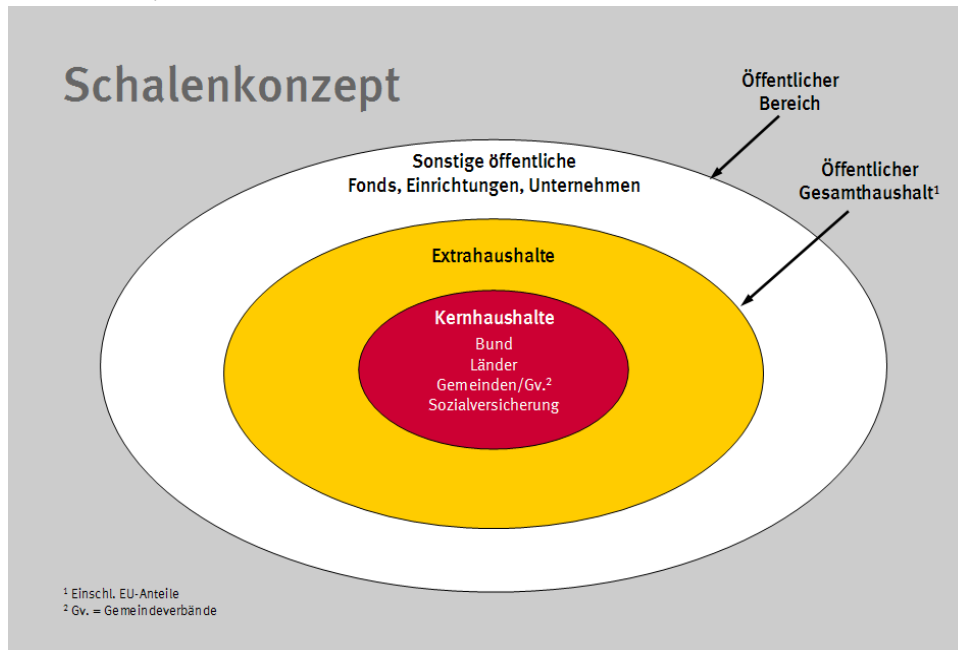 Schalenkonzept
Öffentlicher
Bereich
Öffentlicher
Gesamthaushalt¹
Sonstige öffentliche
Fonds, Einrichtungen, Unternehmen
Extrahaushalte
Kernhaushalte
Bund
Länder
Gemeinden/Gv.²
Sozialversicherung
¹ Einschl. EU-Anteile
² Gv. = Gemeindeverbände